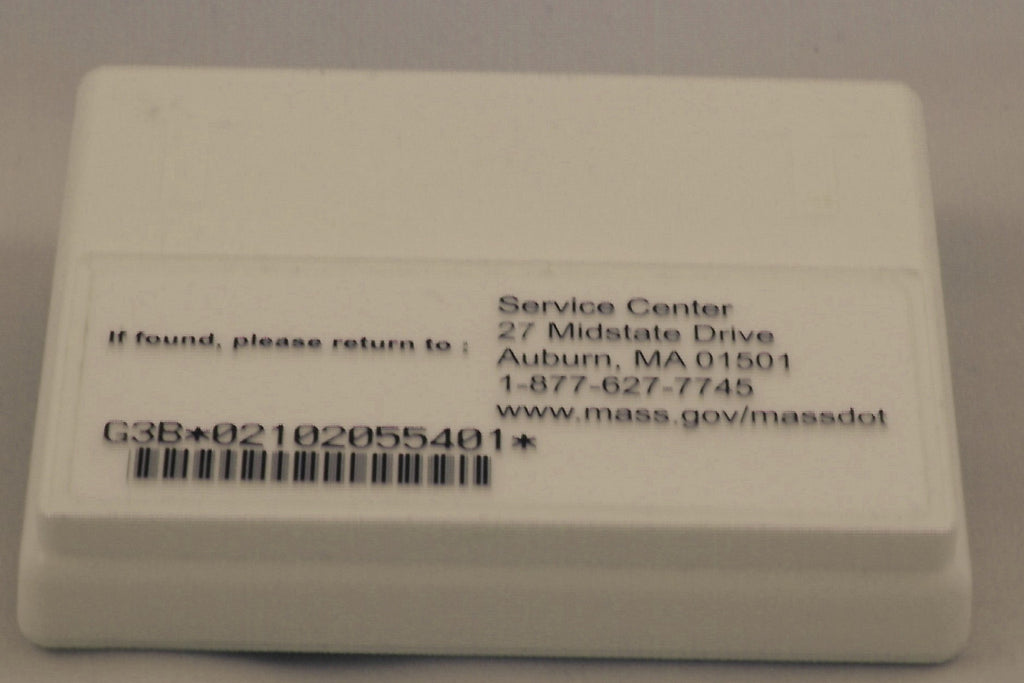 If found, please return to :
Service Center
27 Midstate Drive
Auburn, MA 01501
1-877-627-7745
www.mass.gov/massdot
G3B*02102055401*